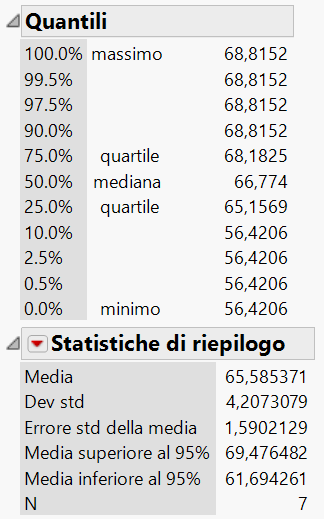 Quantili
100.0% massimo 68,8152
99.5% 68,8152
97.5% 68,8152
90.0% 68,8152
75.0% quartile 68,1825
50.0% mediana 66,774
25.0% quartile 65,1569
10.0% 56,4206
2.5% 56,4206
0.5% 56,4206
0.0% minimo 56,4206
Statistiche di riepilogo
Media 65,585371
Dev std 4,2073079
Errore std della media 1,5902129
Media superiore al 95% 69,476482
Media inferiore al 95% 61,694261
N 7